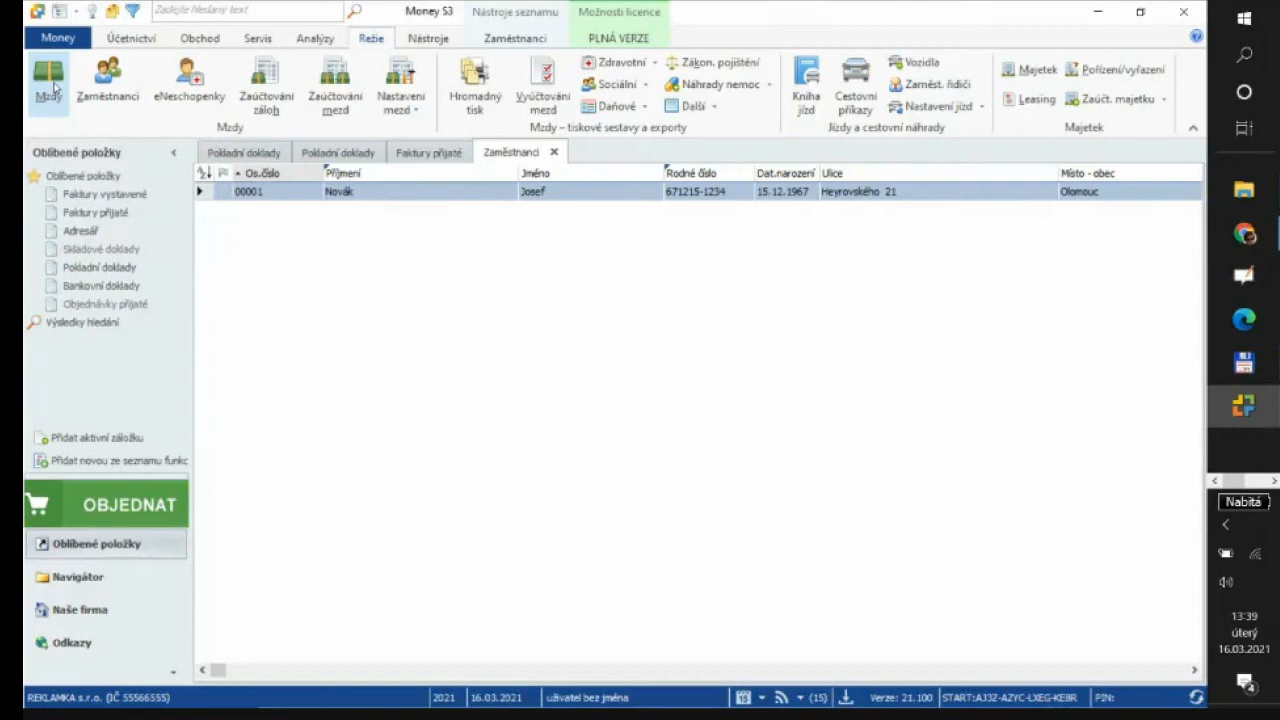 Zadejte hledaný text
Money S3
Nástroje seznamu
Možnosti licence
Money
Účetnictví
Obchod
Servis
Analýzy
Režie
Nástroje
Zaměstnanci
PLNÁ VERZE
Mzdy
Zaměstnanci
eNeschopenky
Zaúčtování záloh
Zaúčtování mezd
Nastavení mezd
Mzdy
Hromadný tisk
Vyúčtování mezd
Zdravotní
Sociální
Daňové
Zákon. pojištění
Náhrady nemoc
Další
Mzdy – tiskové sestavy a exporty
Kniha jízd
Cestovní příkazy
Vozidla
Zaměst. řidiči
Nastavení jízd
Jízdy a cestovní náhrady
Majetek
Pořízení/vyřazení
Leasing
Zaúčt. majetku
Majetek
Oblíbené položky
Pokladní doklady
Pokladní doklady
Faktury přijaté
Zaměstnanci
Oblíbené položky
Faktury vystavené
Faktury přijaté
Adresář
Skladové doklady
Pokladní doklady
Bankovní doklady
Objednávky přijaté
Výsledky hledání
Os.číslo Příjmení Jméno Rodné číslo Dat.narození Ulice Místo - obec
00001 Novák Josef 671215-1234 15.12.1967 Heyrovského 21 Olomouc
Přidat aktivní záložku
Přidat novou ze seznamu funkc
OBJEDNAT
Oblíbené položky
Navigátor
Naše firma
Odkazy
REKLAMKA s.r.o. (IČ 55566555)
2021
16.03.2021
uživatel bez jména
(15)
Verze: 21.100
START:AJ3Z-AZYC-LXEG-KE8R
PIN:
Nabitá
13:39
úterý
16.03.2021
4